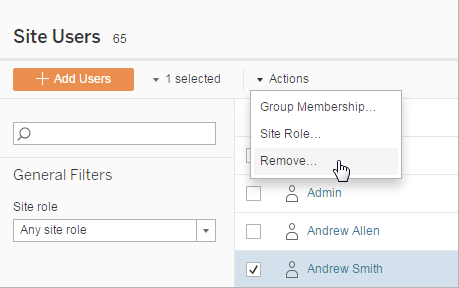 Site Users 65
+ Add Users 1 selected Actions
Group Membership...
Site Role...
Remove...
General Filters
Site role
Any site role
Admin
Andrew Allen
Andrew Smith